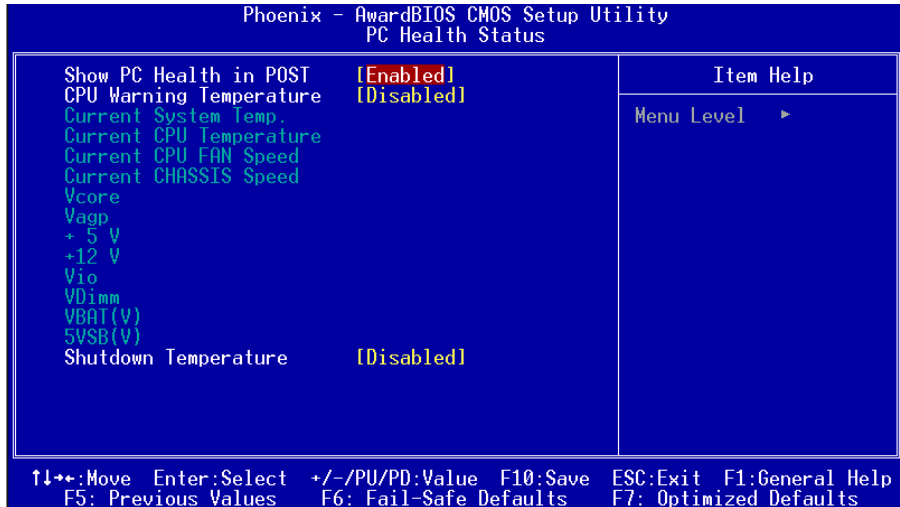 Phoenix - AwardBIOS CMOS Setup Utility
PC Health Status
Show PC Health in POST [Enabled]
CPU Warning Temperature [Disabled]
Current System Temp.
Current CPU Temperature
Current CPU FAN Speed
Current CHASSIS Speed
Vcore
Vagp
+ 5 V
+12 V
Vio
VDimm
VBAT(V)
5VSB(V)
Shutdown Temperature [Disabled]
Item Help
Menu Level ►
↑↓→←:Move Enter:Select +/-/PU/PD:Value F10:Save ESC:Exit F1:General Help
F5: Previous Values F6: Fail-Safe Defaults F7: Optimized Defaults